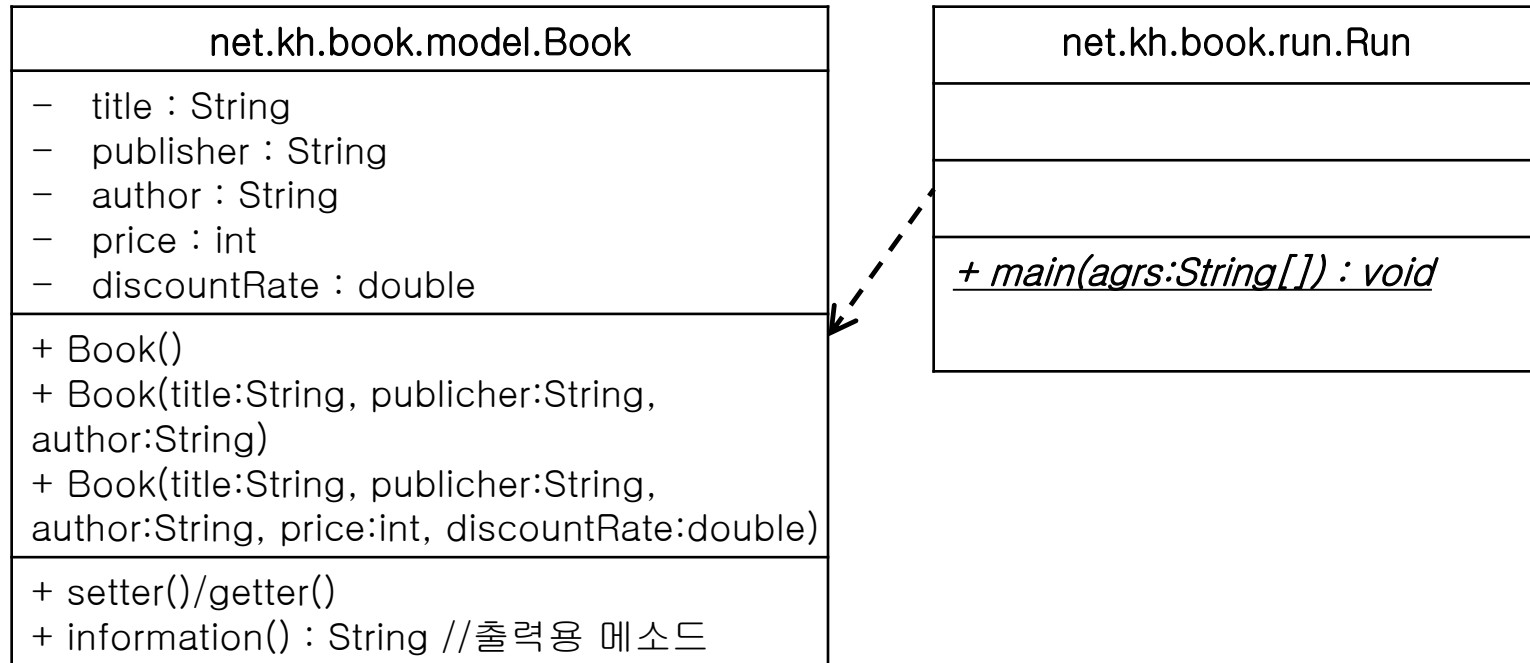 net.kh.book.model.Book
- title : String
- publisher : String
- author : String
- price : int
- discountRate : double
+ Book()
+ Book(title:String, publicher:String,
author:String)
+ Book(title:String, publicher:String,
author:String, price:int, discountRate:double)
+ setter()/getter()
+ information() : String //출력용 메소드
net.kh.book.run.Run
+ main(agrs:String[]) : void